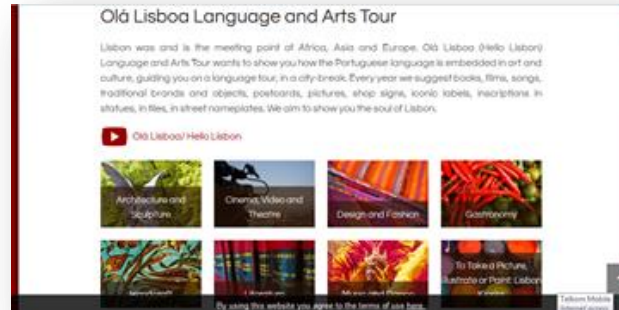 Olá Lisboa Language and Arts Tour
Lisbon was and is the meeting point of Africa, Asia and Europe. Olá Lisboa (Hello Lisbon)
Language and Arts Tour wants to show you how the Portuguese language is embedded in art and
culture, guiding you on a language tour, in a city-break. Every year we suggest books, films, songs,
traditional brands and objects, postcards, pictures, shop signs, iconic labels, inscriptions in
statues, in tiles, in street nameplates. We aim to show you the soul of Lisbon.
Olá Lisboa/ Hello Lisbon
Architecture and
Sculpture
Cinema, Video and
Theatre
Design and Fashion
Gastronomy
To Take a Picture,
Illustrate or Paint: Lisbon
Music and Dance
By using this website you agree to the terms of use here.
Telkom Mobile
Internet access